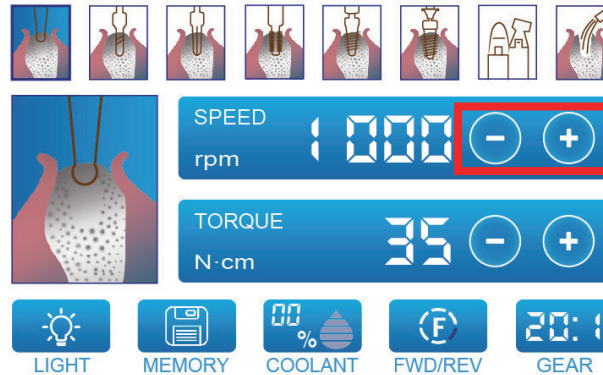 SPEED
rpm
1000
− +
TORQUE
N·cm
35
− +
00
%
F
20:1
LIGHT MEMORY COOLANT FWD/REV GEAR